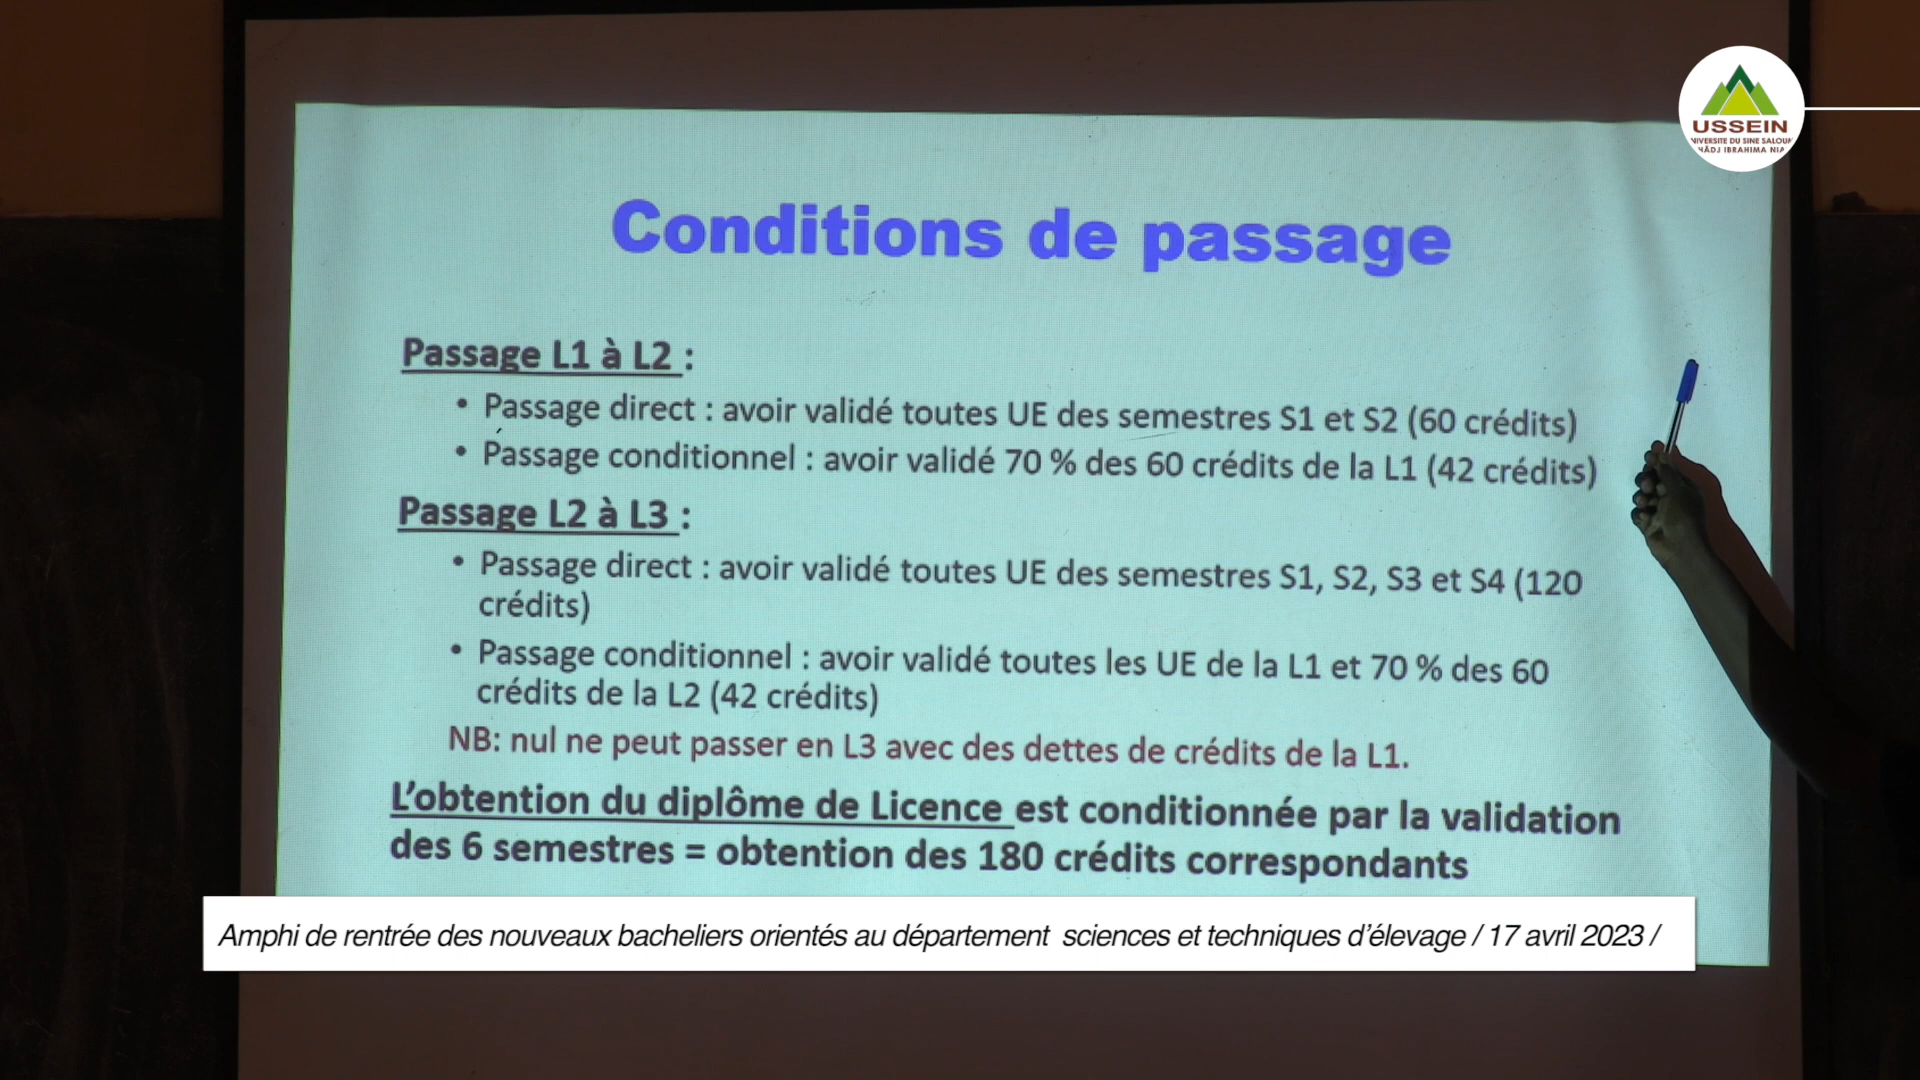 USSEIN
Conditions de passage
Passage L1 à L2 :
• Passage direct : avoir validé toutes UE des semestres S1 et S2 (60 crédits)
• Passage conditionnel : avoir validé 70 % des 60 crédits de la L1 (42 crédits)
Passage L2 à L3 :
• Passage direct : avoir validé toutes UE des semestres S1, S2, S3 et S4 (120
crédits)
• Passage conditionnel : avoir validé toutes les UE de la L1 et 70 % des 60
crédits de la L2 (42 crédits)
NB: nul ne peut passer en L3 avec des dettes de crédits de la L1.
L’obtention du diplôme de Licence est conditionnée par la validation
des 6 semestres = obtention des 180 crédits correspondants
Amphi de rentrée des nouveaux bacheliers orientés au département sciences et techniques d’élevage / 17 avril 2023 /